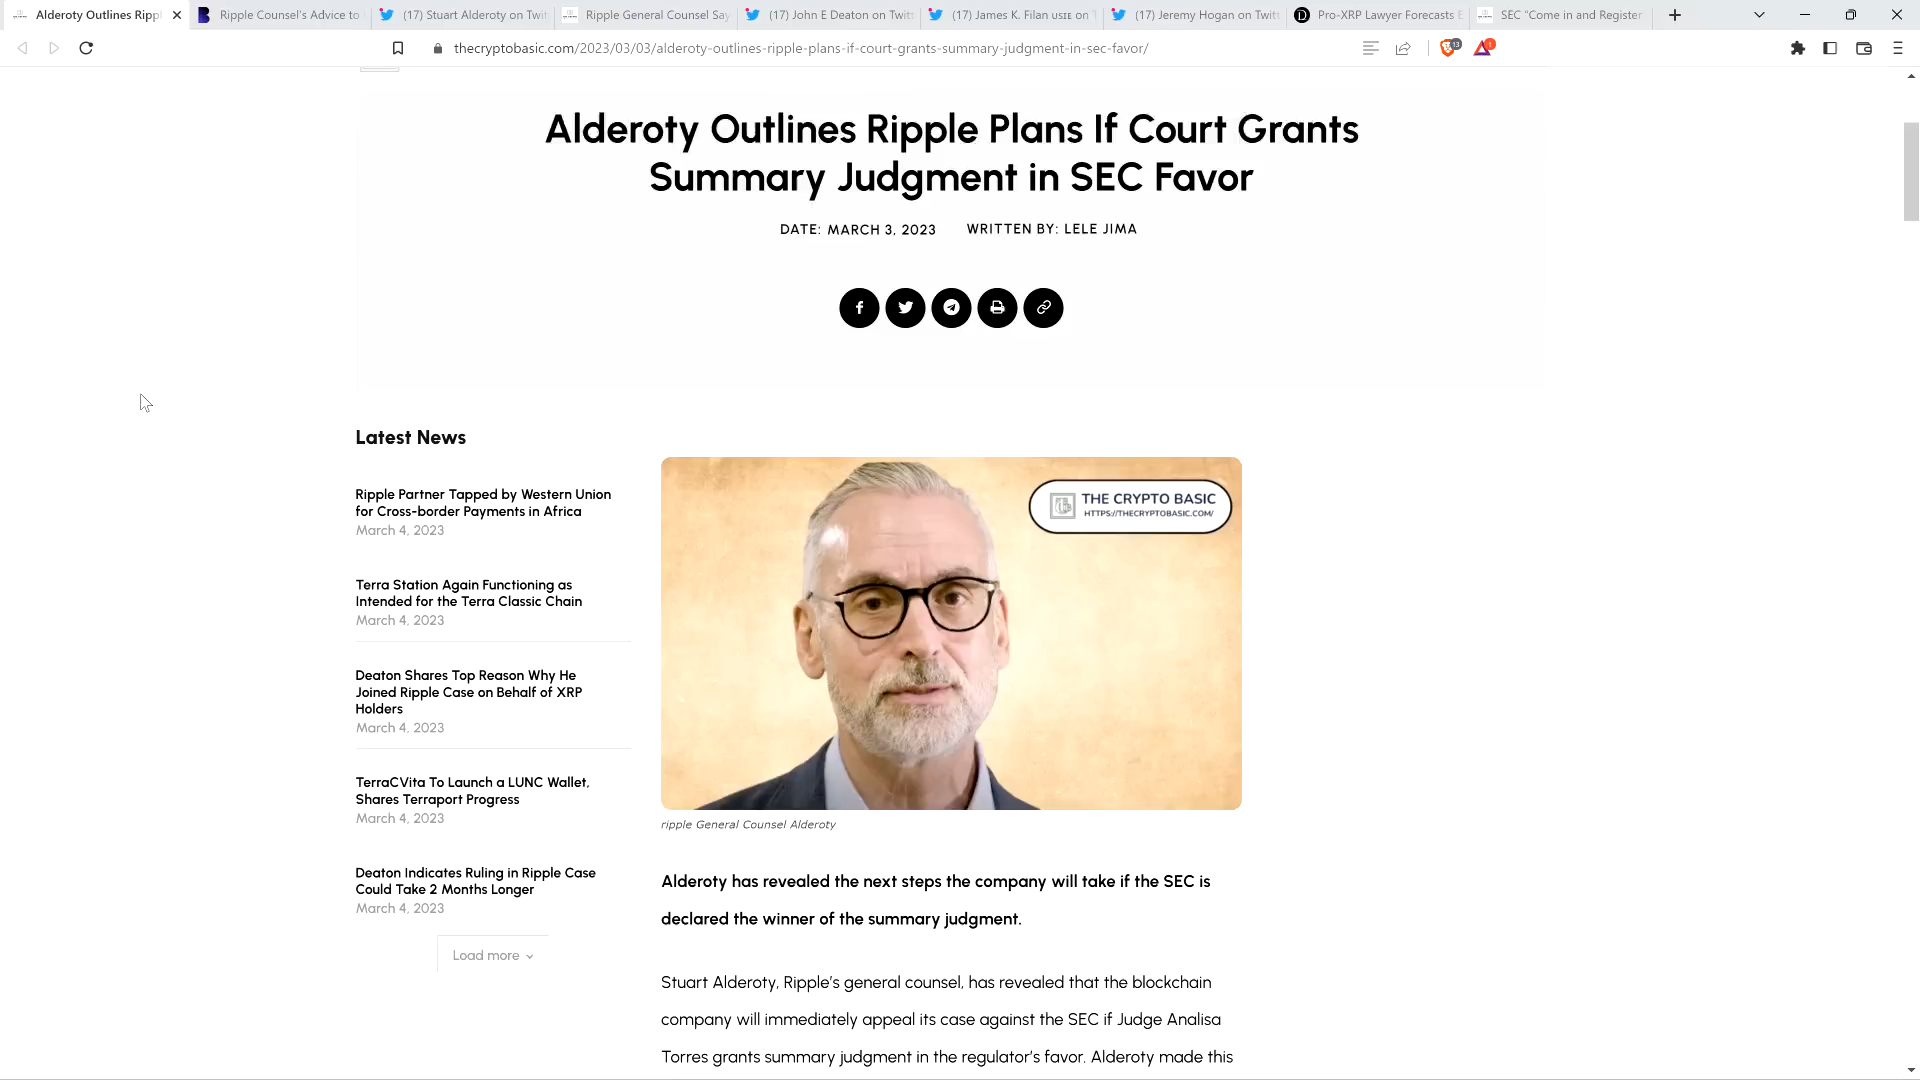 Alderoty Outlines Rippl
Ripple Counsel's Advice to
(17) Stuart Alderoty on Twit
Ripple General Counsel Say
(17) John E Deaton on Twitt
(17) James K. Filan USBE on T
(17) Jeremy Hogan on Twitt
Pro-XRP Lawyer Forecasts E
SEC "Come in and Register
thecryptobasic.com/2023/03/03/alderoty-outlines-ripple-plans-if-court-grants-summary-judgment-in-sec-favor/
13
1
Alderoty Outlines Ripple Plans If Court Grants
Summary Judgment in SEC Favor
DATE: MARCH 3, 2023 WRITTEN BY: LELE JIMA
Latest News
Ripple Partner Tapped by Western Union
for Cross-border Payments in Africa
March 4, 2023
Terra Station Again Functioning as
Intended for the Terra Classic Chain
March 4, 2023
Deaton Shares Top Reason Why He
Joined Ripple Case on Behalf of XRP
Holders
March 4, 2023
TerraCVita To Launch a LUNC Wallet,
Shares Terraport Progress
March 4, 2023
Deaton Indicates Ruling in Ripple Case
Could Take 2 Months Longer
March 4, 2023
Load more
THE CRYPTO BASIC
HTTPS://THECRYPTOBASIC.COM/
ripple General Counsel Alderoty
Alderoty has revealed the next steps the company will take if the SEC is
declared the winner of the summary judgment.
Stuart Alderoty, Ripple's general counsel, has revealed that the blockchain
company will immediately appeal its case against the SEC if Judge Analisa
Torres grants summary judgment in the regulator's favor. Alderoty made this